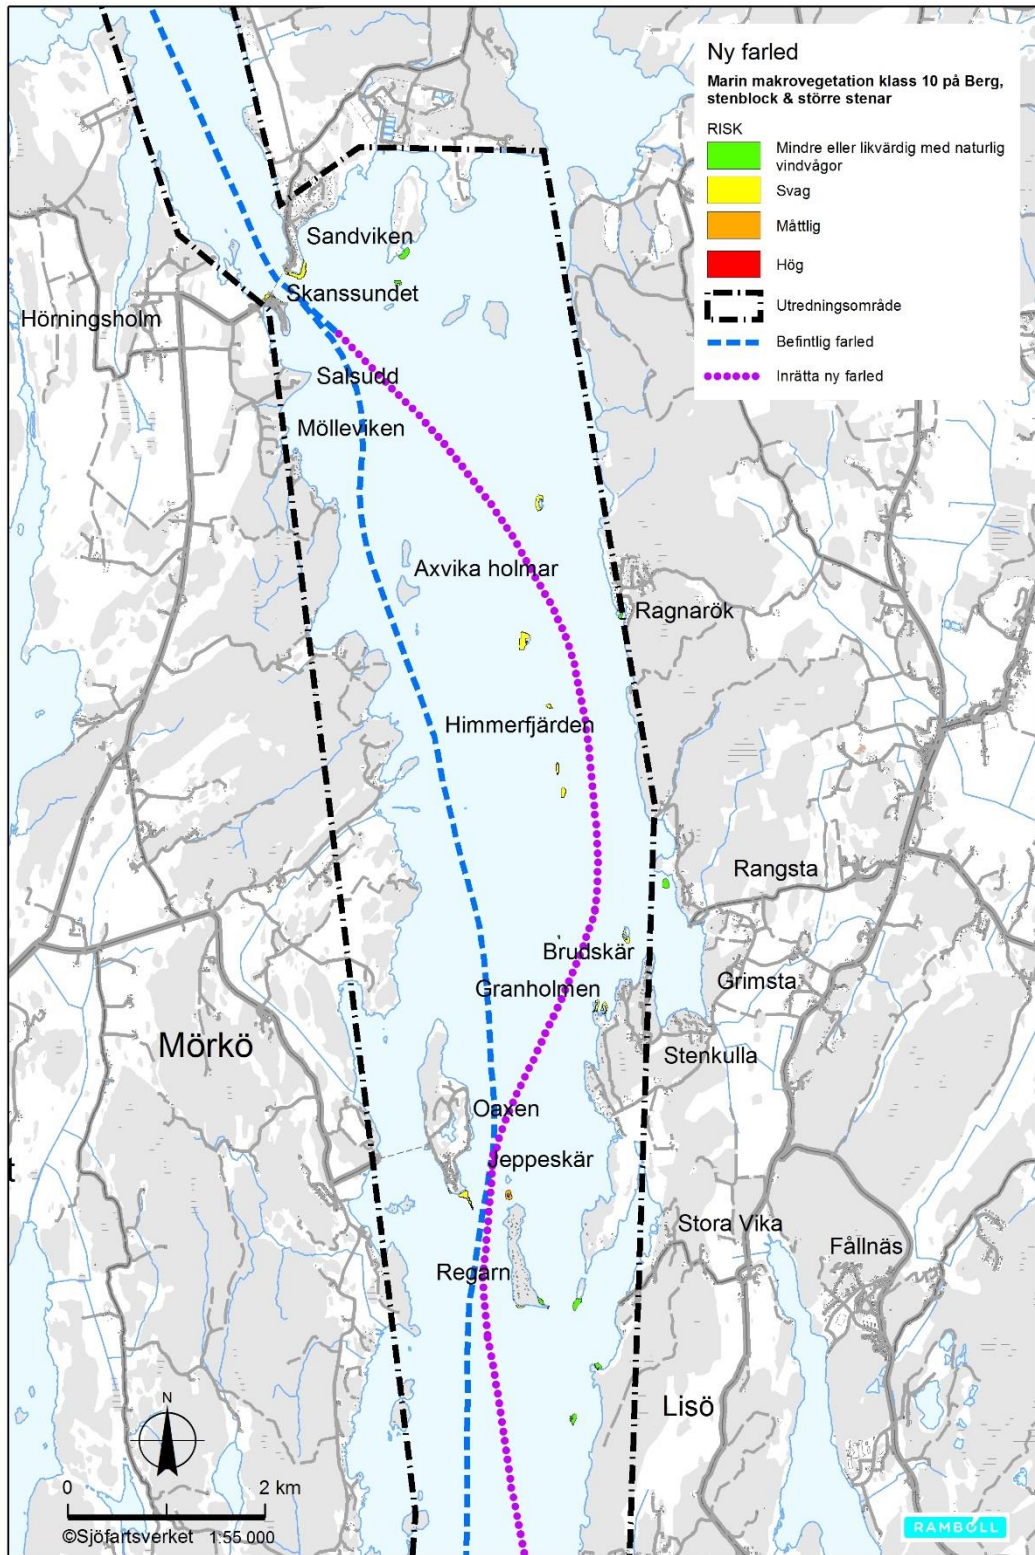 Ny farled
Marin makrovegetation klass 10 på Berg,
stenblock & större stenar
RISK
Mindre eller likvärdig med naturlig
vindvågor
Svag
Måttlig
Hög
Utredningsområde
Befintlig farled
Inrätta ny farled
Sandviken
Skanssundet
Hörningsholm
Salsudd
Mölleviken
Axvika holmar
Ragnarök
Himmerfjärden
Rangsta
Brudskär
Grimsta
Granholmen
Mörkö
Stenkulla
Oaxen
Jeppeskär
t
Stora Vika
Fållnäs
Regarn
Lisö
N
0 2 km
©Sjöfartsverket 1:55 000
RAMBOLL